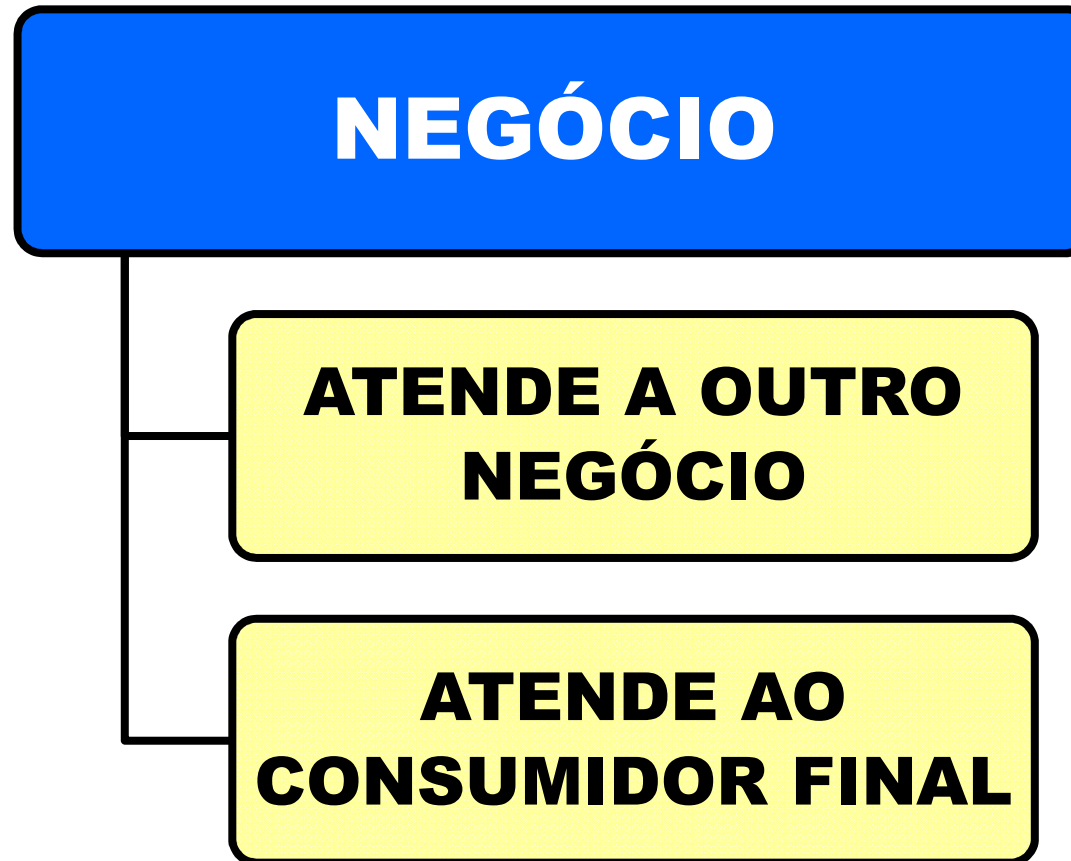 NEGÓCIO
ATENDE A OUTRO
NEGÓCIO
ATENDE AO
CONSUMIDOR FINAL